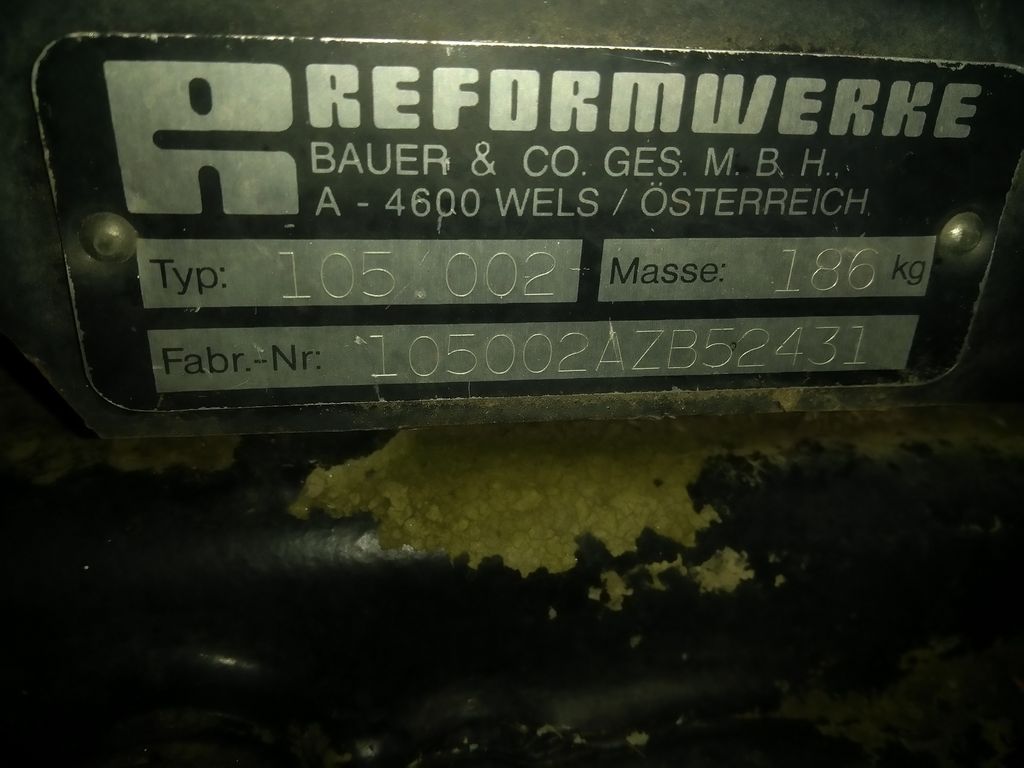 REFORMWERKE
BAUER & CO. GES. M. B. H.,
A - 4600 WELS / ÖSTERREICH
Typ: 105/002 Masse: 186 kg
Fabr.-Nr: 105002AZB52431